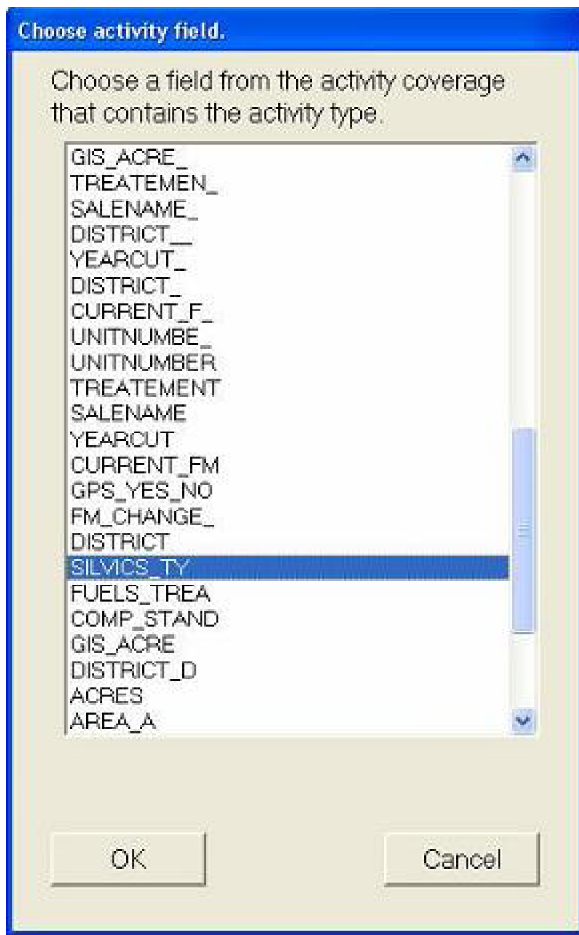 Choose activity field.
Choose a field from the activity coverage
that contains the activity type.
GIS_ACRE_
TREATEMEN_
SALENAME_
DISTRICT__
YEARCUT_
DISTRICT_
CURRENT_F_
UNITNUMBE_
UNITNUMBER
TREATEMENT
SALENAME
YEARCUT
CURRENT_FM
GPS_YES_NO
FM_CHANGE_
DISTRICT
SILVICS_TY
FUELS_TREA
COMP_STAND
GIS_ACRE
DISTRICT_D
ACRES
AREA_A
OK
Cancel